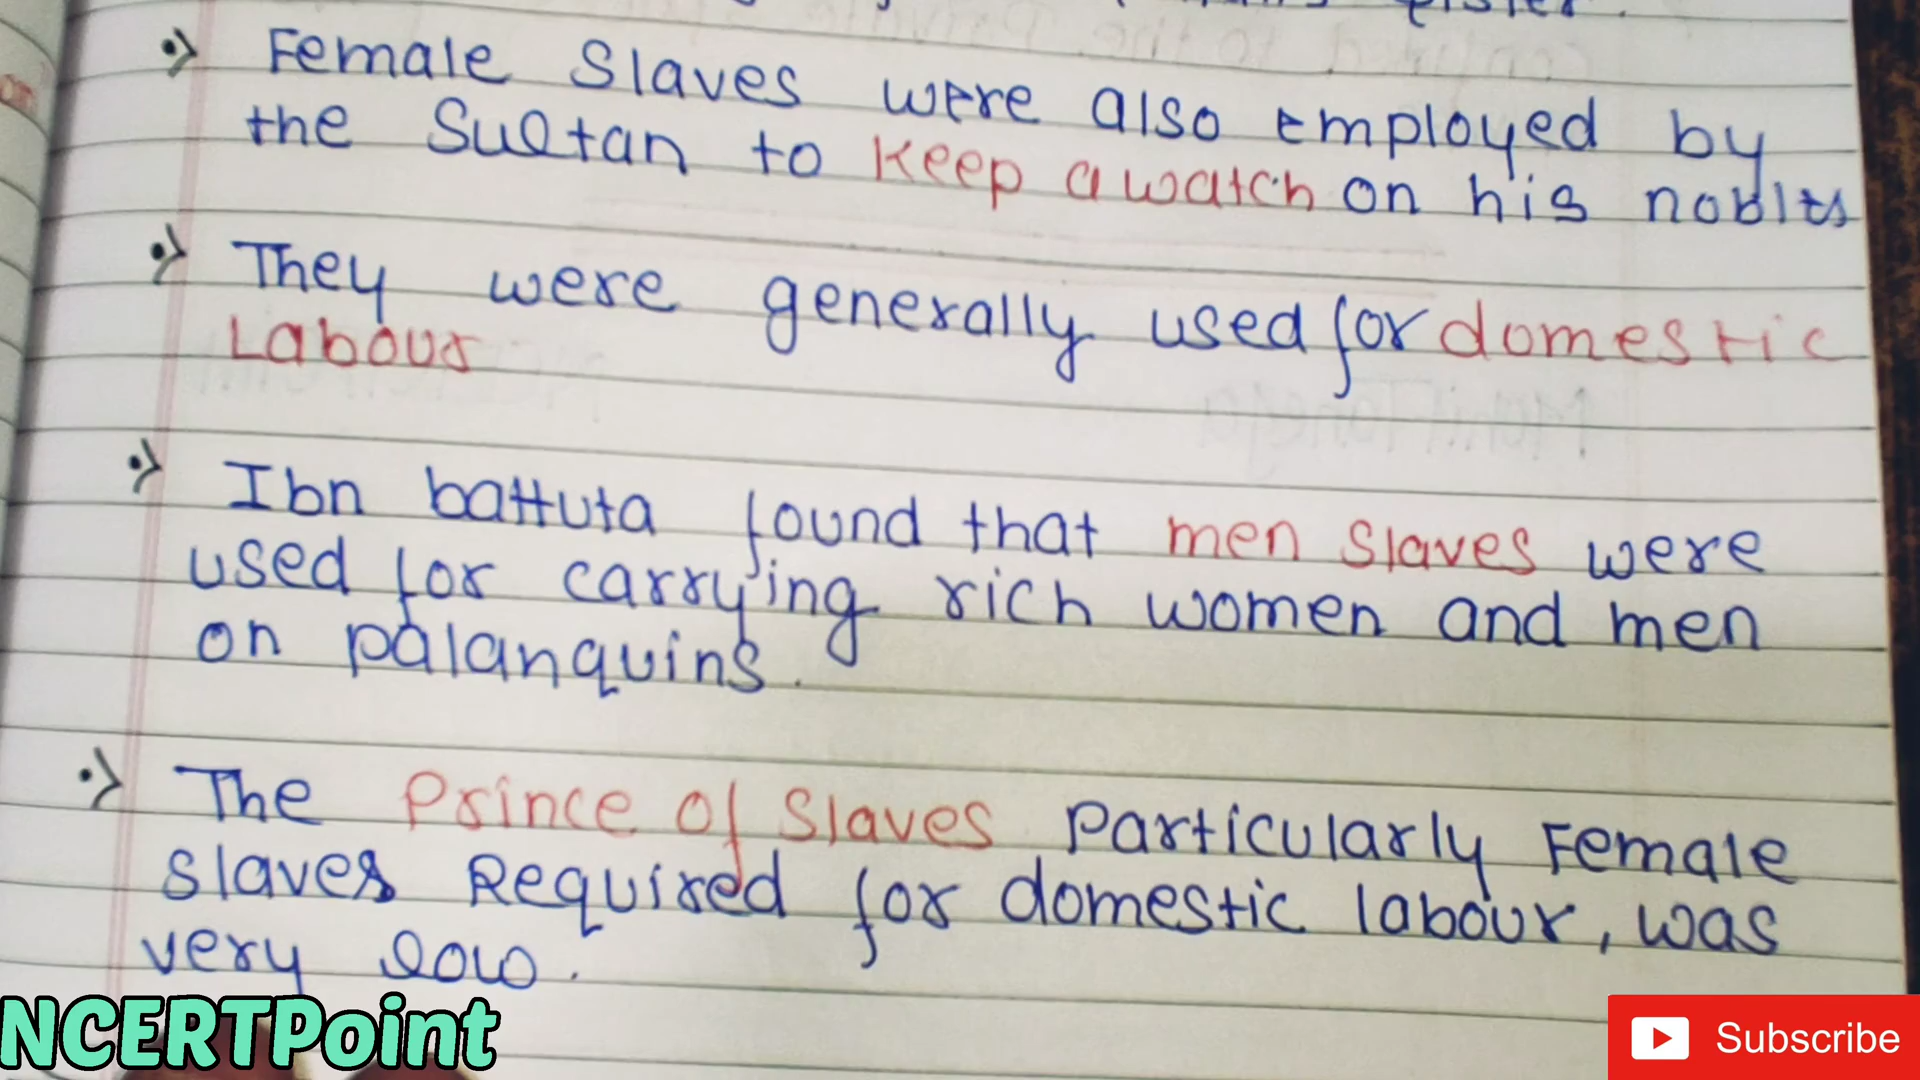 Female Slaves were also employed by
the Sultan to keep a watch on his nobles
They were generally used for domestic
Labour
Ibn battuta found that men slaves were
used for carrying rich women and men
on palanquins.
The Prince of Slaves particularly Female
slaves Required for domestic labour, was
very low.
NCERTPoint
Subscribe